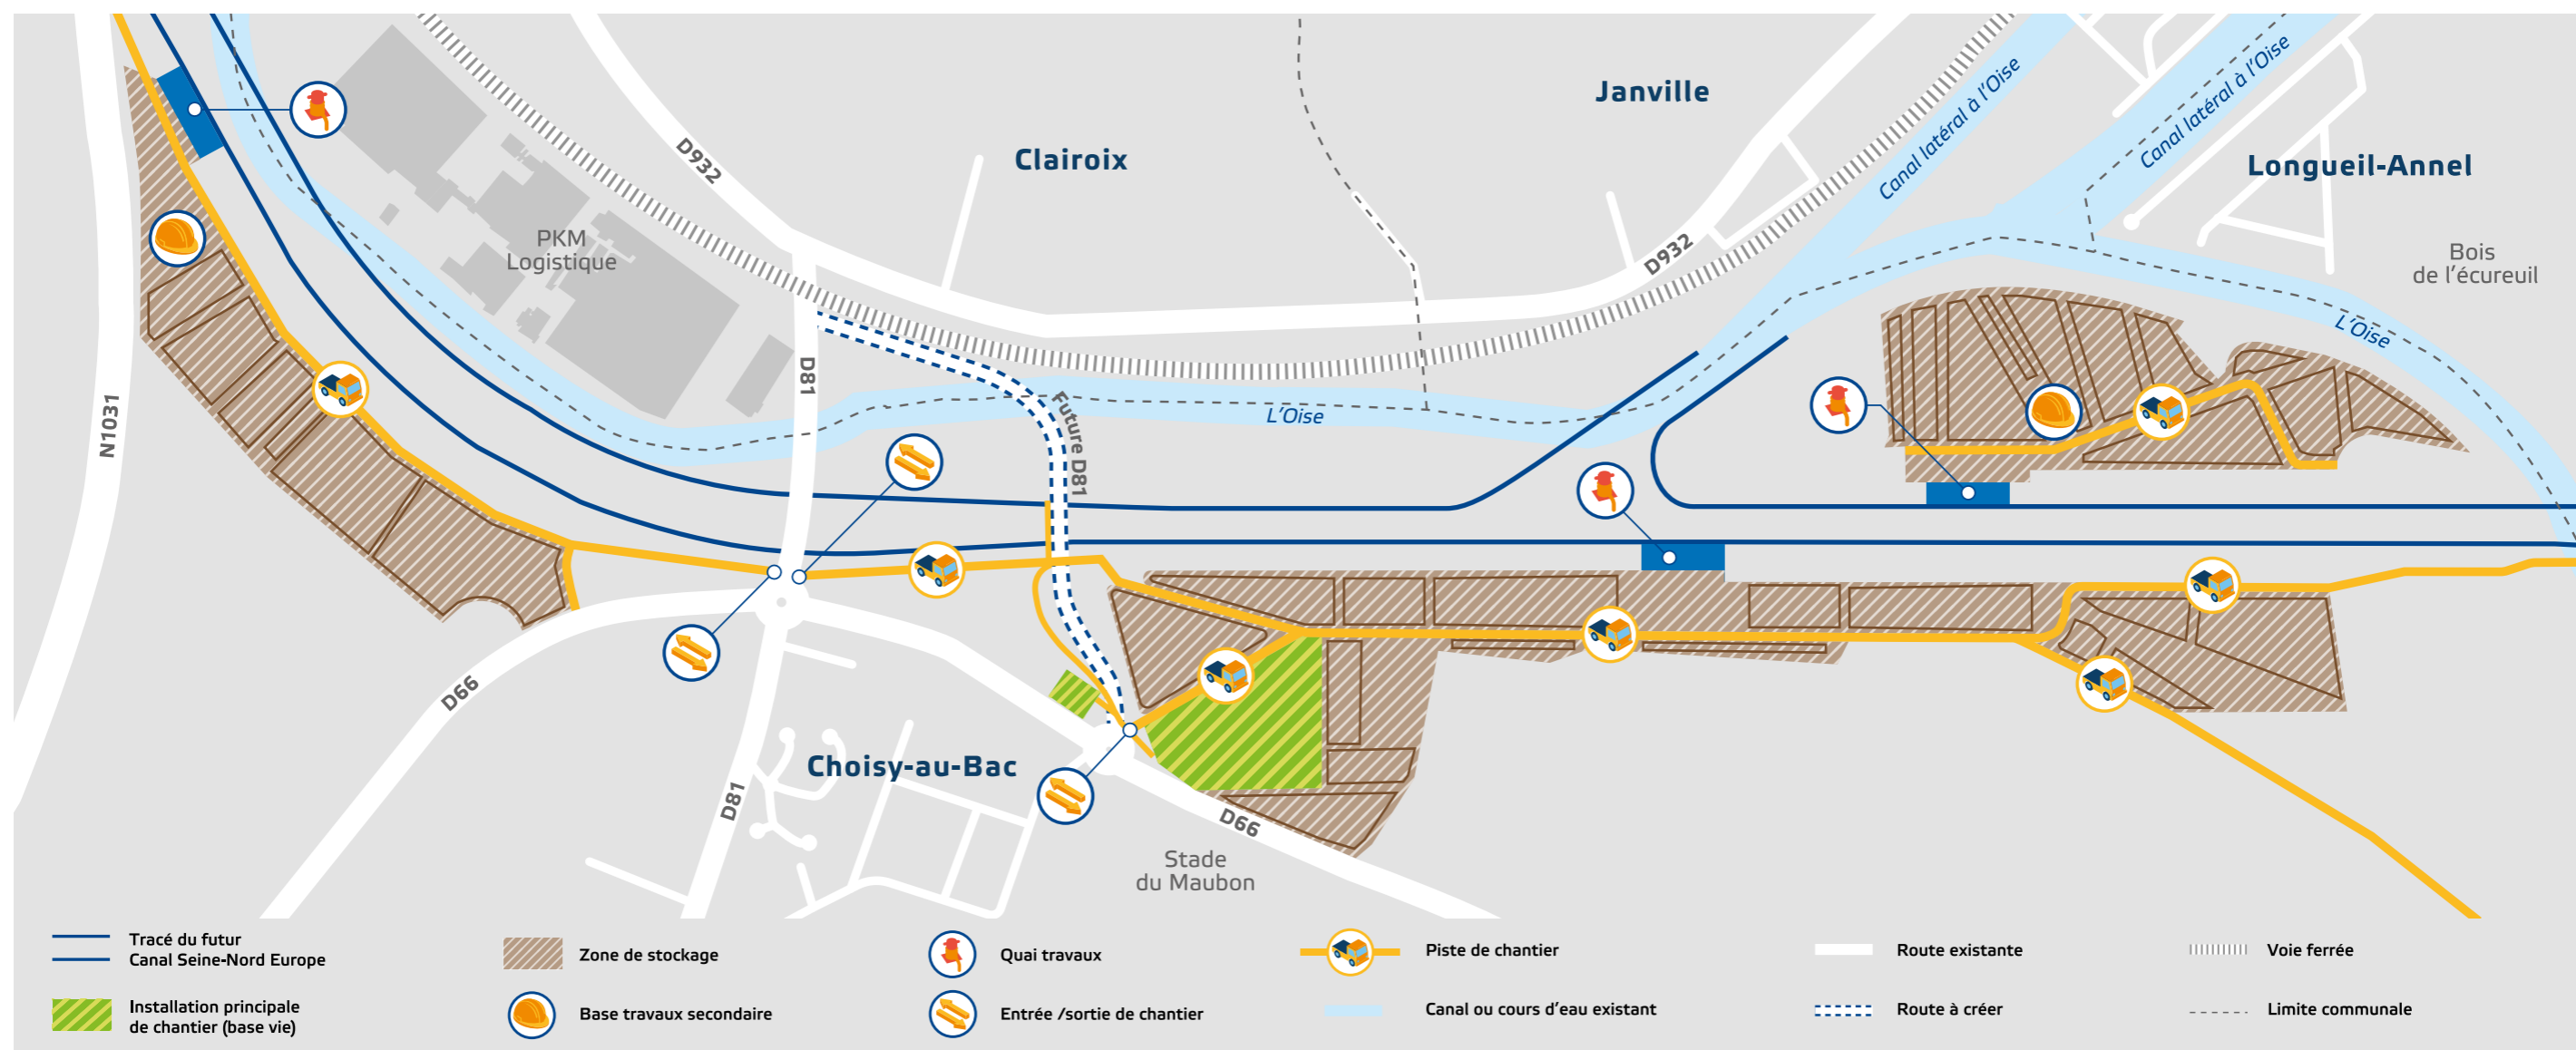 Janville
Canal latéral à l'Oise
Canal latéral à l'Oise
Longueil-Annel
Clairoix
D932
PKM
Logistique
D932
Bois
de l'écureuil
L'Oise
D81
N1031
Future D81
L'Oise
D66
Choisy-au-Bac
D81
D66
Stade
du Maubon
Tracé du futur
Canal Seine-Nord Europe
Zone de stockage
Quai travaux
Piste de chantier
Route existante
Voie ferrée
Installation principale
de chantier (base vie)
Base travaux secondaire
Entrée /sortie de chantier
Canal ou cours d'eau existant
Route à créer
Limite communale